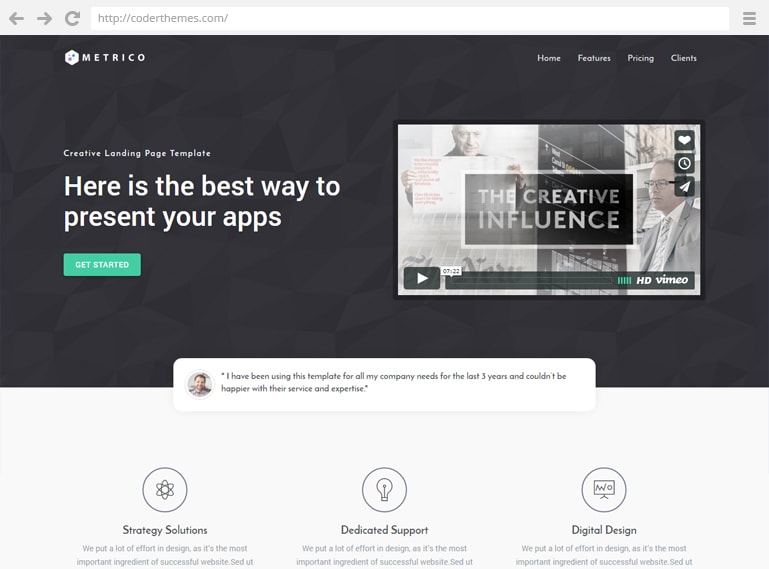 http://coderthemes.com/
METRICO
Home Features Pricing Clients
Creative Landing Page Template
Here is the best way to
present your apps
GET STARTED
THE CREATIVE
INFLUENCE
07:22
HD vimeo
" I have been using this template for all my company needs for the last 3 years and couldn't be
happier with their service and expertise."
Strategy Solutions
We put a lot of effort in design, as it's the most
important ingredient of successful website.Sed ut
Dedicated Support
We put a lot of effort in design, as it's the most
important ingredient of successful website.Sed ut
Digital Design
We put a lot of effort in design, as it's the most
important ingredient of successful website.Sed ut